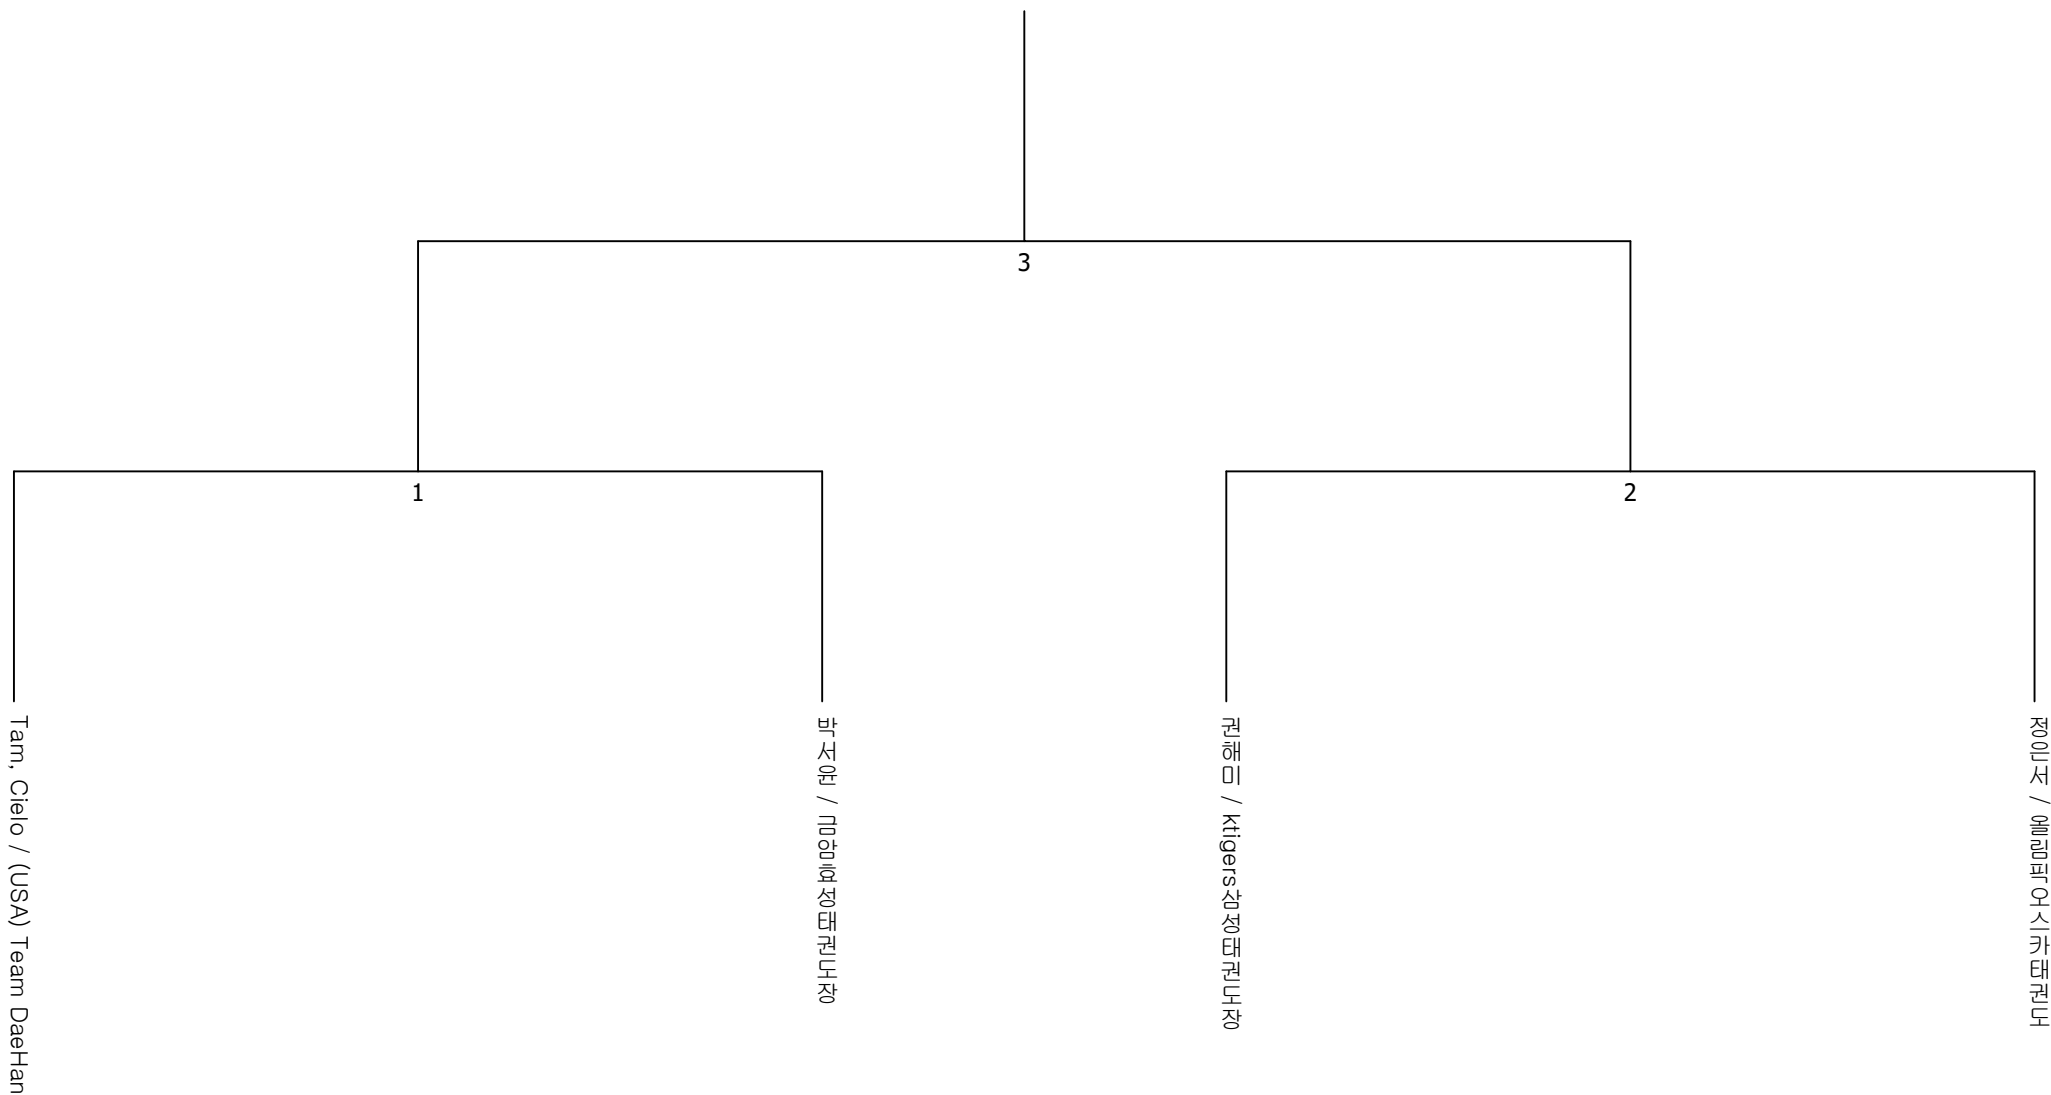 3
1
2
Tam, Cielo / (USA) Team DaeHan
박서윤 / 금암효성태권도장
권해미 / ktigers삼성태권도장
정은서 / 올림픽오스카태권도